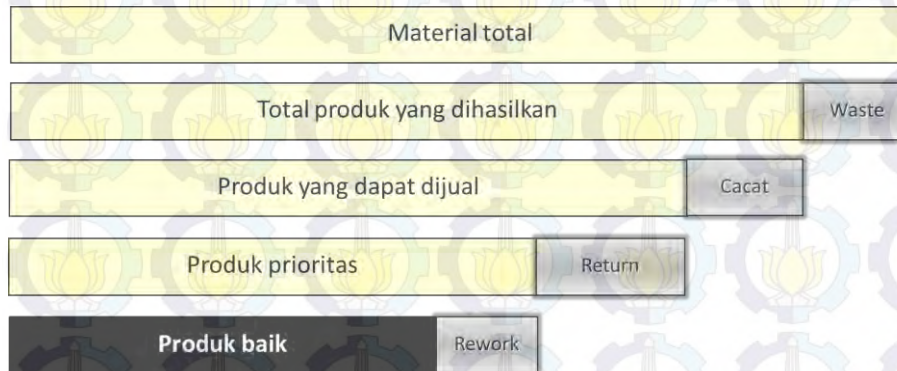 Material total
Total produk yang dihasilkan Waste
Produk yang dapat dijual Cacat
Produk prioritas Return
Produk baik Rework